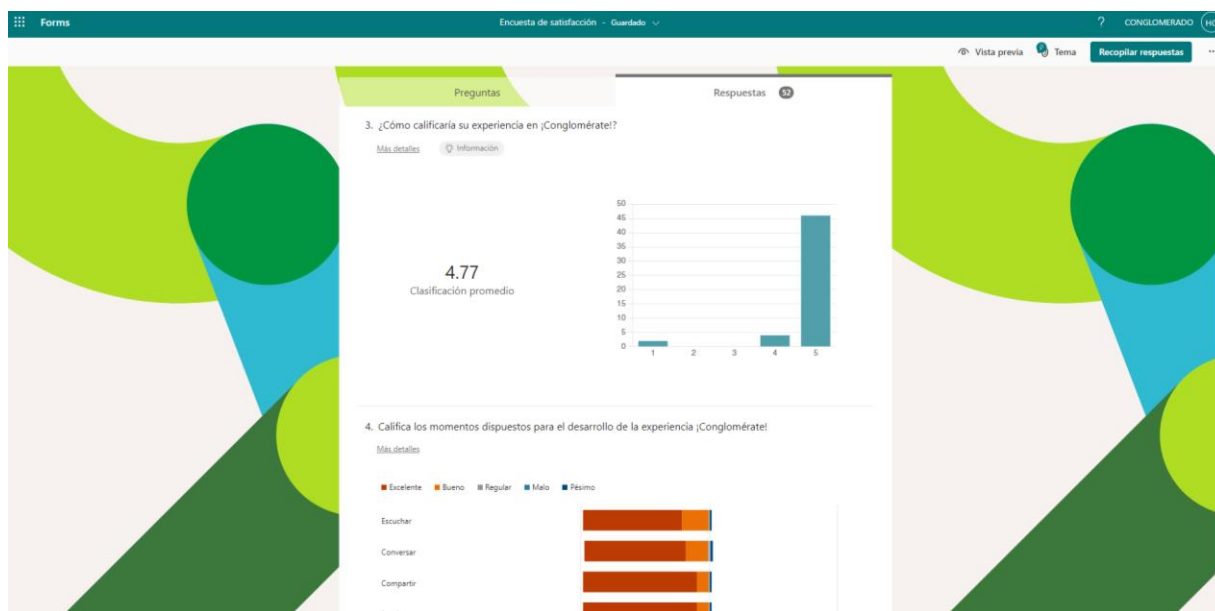 Forms
Encuesta de satisfacción - Guardado
? CONGLOMERADO HC
Vista previa
Tema
Recopilar respuestas
...
Preguntas
Respuestas 52
3. ¿Cómo calificaría su experiencia en ¡Conglomérate!?
Más detalles
Información
4.77
Clasificación promedio
50
45
40
35
30
25
20
15
10
5
0
1 2 3 4 5
4. Califica los momentos dispuestos para el desarrollo de la experiencia ¡Conglomérate!
Más detalles
Excelente Bueno Regular Malo Pésimo
Escuchar
Conversar
Compartir